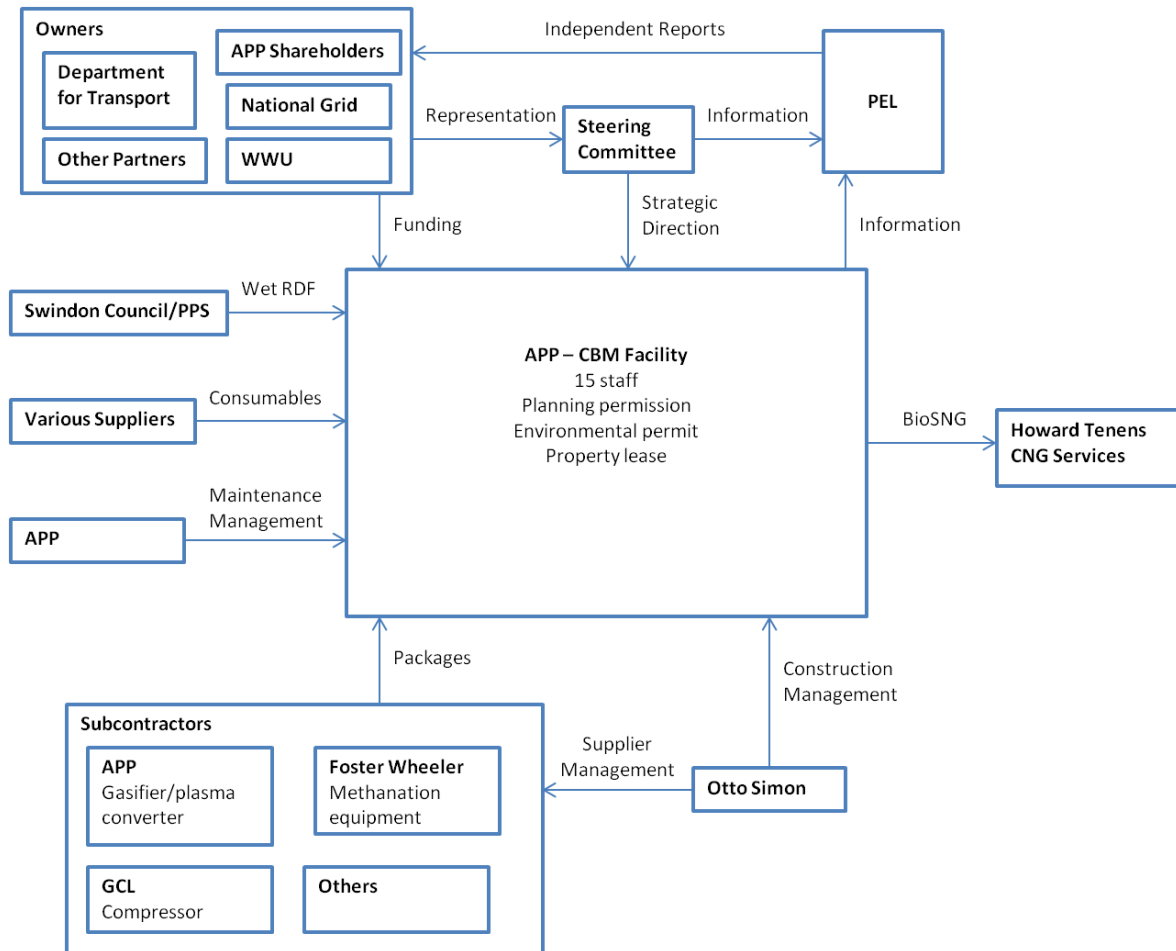 Owners
APP Shareholders
Department
for Transport
National Grid
Other Partners
WWU
Independent Reports
Representation
Steering
Committee
Information
PEL
Funding
Strategic
Direction
Information
Swindon Council/PPS
Wet RDF
Various Suppliers
Consumables
APP
Maintenance
Management
APP – CBM Facility
15 staff
Planning permission
Environmental permit
Property lease
BioSNG
Howard Tenens
CNG Services
Packages
Construction
Management
Subcontractors
APP
Gasifier/plasma
converter
Foster Wheeler
Methanation
equipment
GCL
Compressor
Others
Supplier
Management
Otto Simon